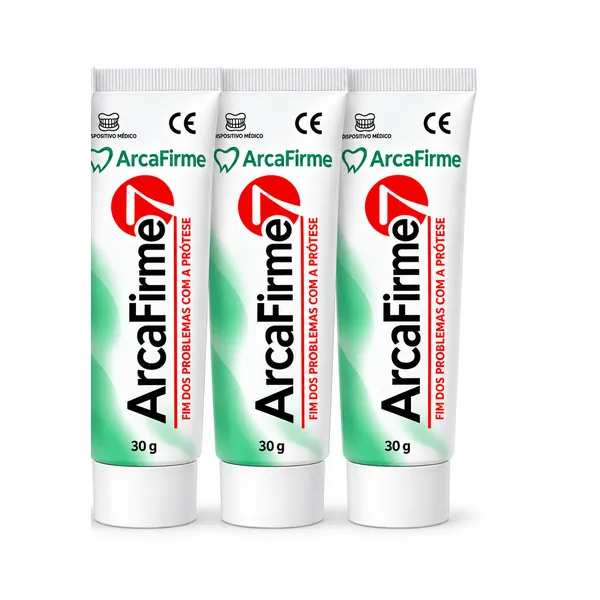 DISPOSITIVO MÉDICO
CE
ArcaFirme
ArcaFirme 7
FIM DOS PROBLEMAS COM A PRÓTESE
30 g
DISPOSITIVO MÉDICO
CE
ArcaFirme
ArcaFirme 7
FIM DOS PROBLEMAS COM A PRÓTESE
30 g
DISPOSITIVO MÉDICO
CE
ArcaFirme
ArcaFirme 7
FIM DOS PROBLEMAS COM A PRÓTESE
30 g